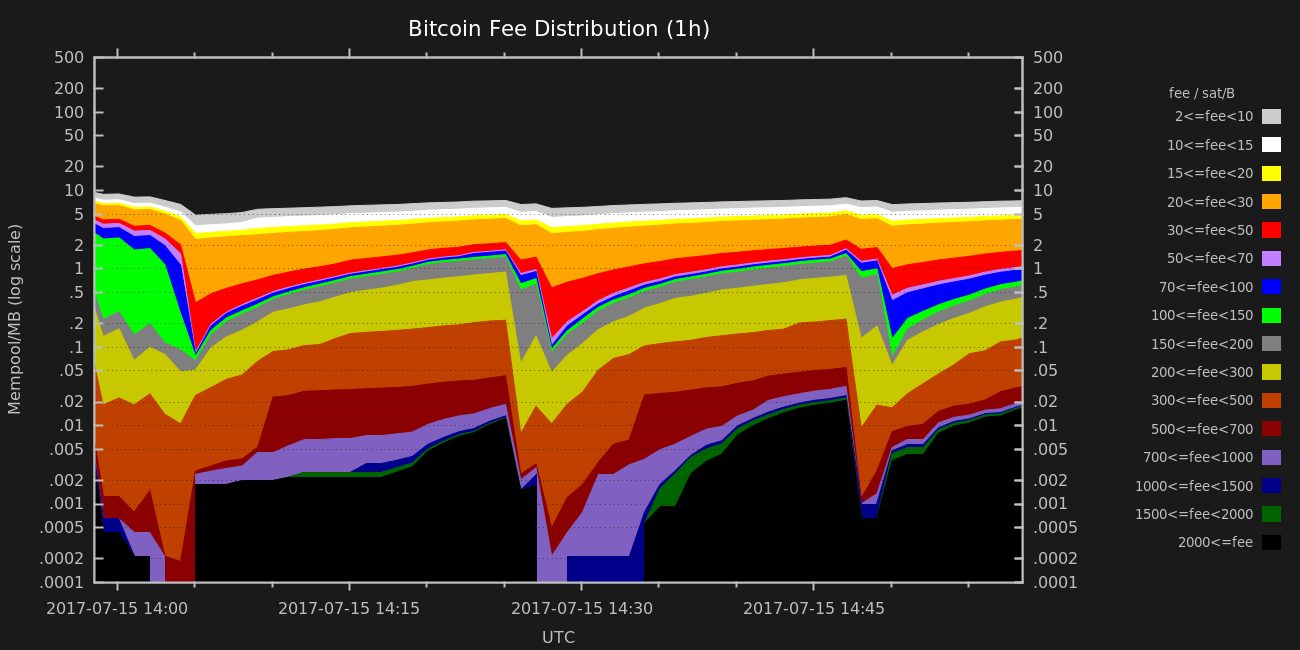 Bitcoin Fee Distribution (1h)
500 500
200 200
100 100
50 50
20 20
10 10
5 5
2 2
1 1
.5 .5
.2 .2
.1 .1
.05 .05
.02 .02
.01 .01
.005 .005
.002 .002
.001 .001
.0005 .0005
.0002 .0002
.0001 .0001
Mempool/MB (log scale)
2017-07-15 14:00 2017-07-15 14:15 2017-07-15 14:30 2017-07-15 14:45
UTC
fee / sat/B
2<=fee<10
10<=fee<15
15<=fee<20
20<=fee<30
30<=fee<50
50<=fee<70
70<=fee<100
100<=fee<150
150<=fee<200
200<=fee<300
300<=fee<500
500<=fee<700
700<=fee<1000
1000<=fee<1500
1500<=fee<2000
2000<=fee